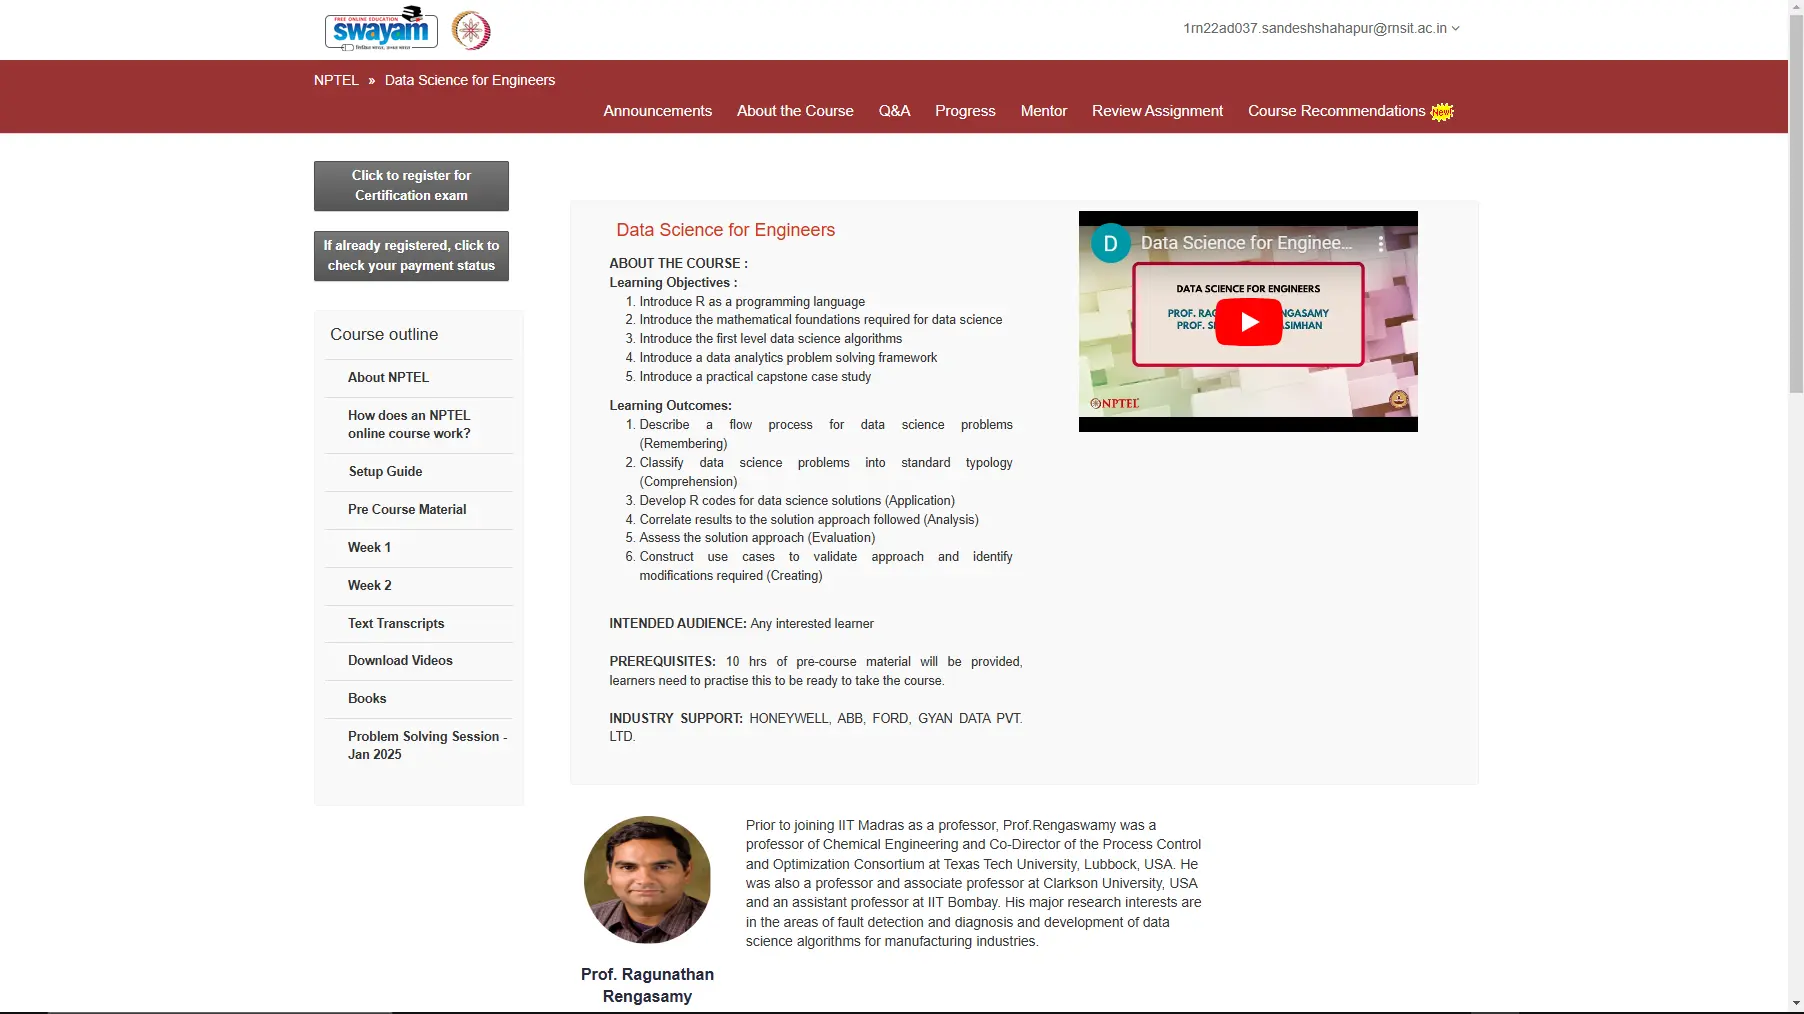 FREE ONLINE EDUCATION
swayam
शिक्षित भारत, उन्नत भारत
1rn22ad037.sandeshshahapur@rnsit.ac.in
NPTEL » Data Science for Engineers
Announcements About the Course Q&A Progress Mentor Review Assignment Course Recommendations New!
Click to register for
Certification exam
If already registered, click to
check your payment status
Course outline
About NPTEL
How does an NPTEL
online course work?
Setup Guide
Pre Course Material
Week 1
Week 2
Text Transcripts
Download Videos
Books
Problem Solving Session -
Jan 2025
Data Science for Engineers
ABOUT THE COURSE :
Learning Objectives :
1. Introduce R as a programming language
2. Introduce the mathematical foundations required for data science
3. Introduce the first level data science algorithms
4. Introduce a data analytics problem solving framework
5. Introduce a practical capstone case study
Learning Outcomes:
1. Describe a flow process for data science problems
(Remembering)
2. Classify data science problems into standard typology
(Comprehension)
3. Develop R codes for data science solutions (Application)
4. Correlate results to the solution approach followed (Analysis)
5. Assess the solution approach (Evaluation)
6. Construct use cases to validate approach and identify
modifications required (Creating)
INTENDED AUDIENCE: Any interested learner
PREREQUISITES: 10 hrs of pre-course material will be provided,
learners need to practise this to be ready to take the course.
INDUSTRY SUPPORT: HONEYWELL, ABB, FORD, GYAN DATA PVT.
LTD.
D Data Science for Enginee...
DATA SCIENCE FOR ENGINEERS
PROF. RAG NGASAMY
PROF. S ASIMHAN
NPTEL
Prior to joining IIT Madras as a professor, Prof.Rengaswamy was a
professor of Chemical Engineering and Co-Director of the Process Control
and Optimization Consortium at Texas Tech University, Lubbock, USA. He
was also a professor and associate professor at Clarkson University, USA
and an assistant professor at IIT Bombay. His major research interests are
in the areas of fault detection and diagnosis and development of data
science algorithms for manufacturing industries.
Prof. Ragunathan
Rengasamy